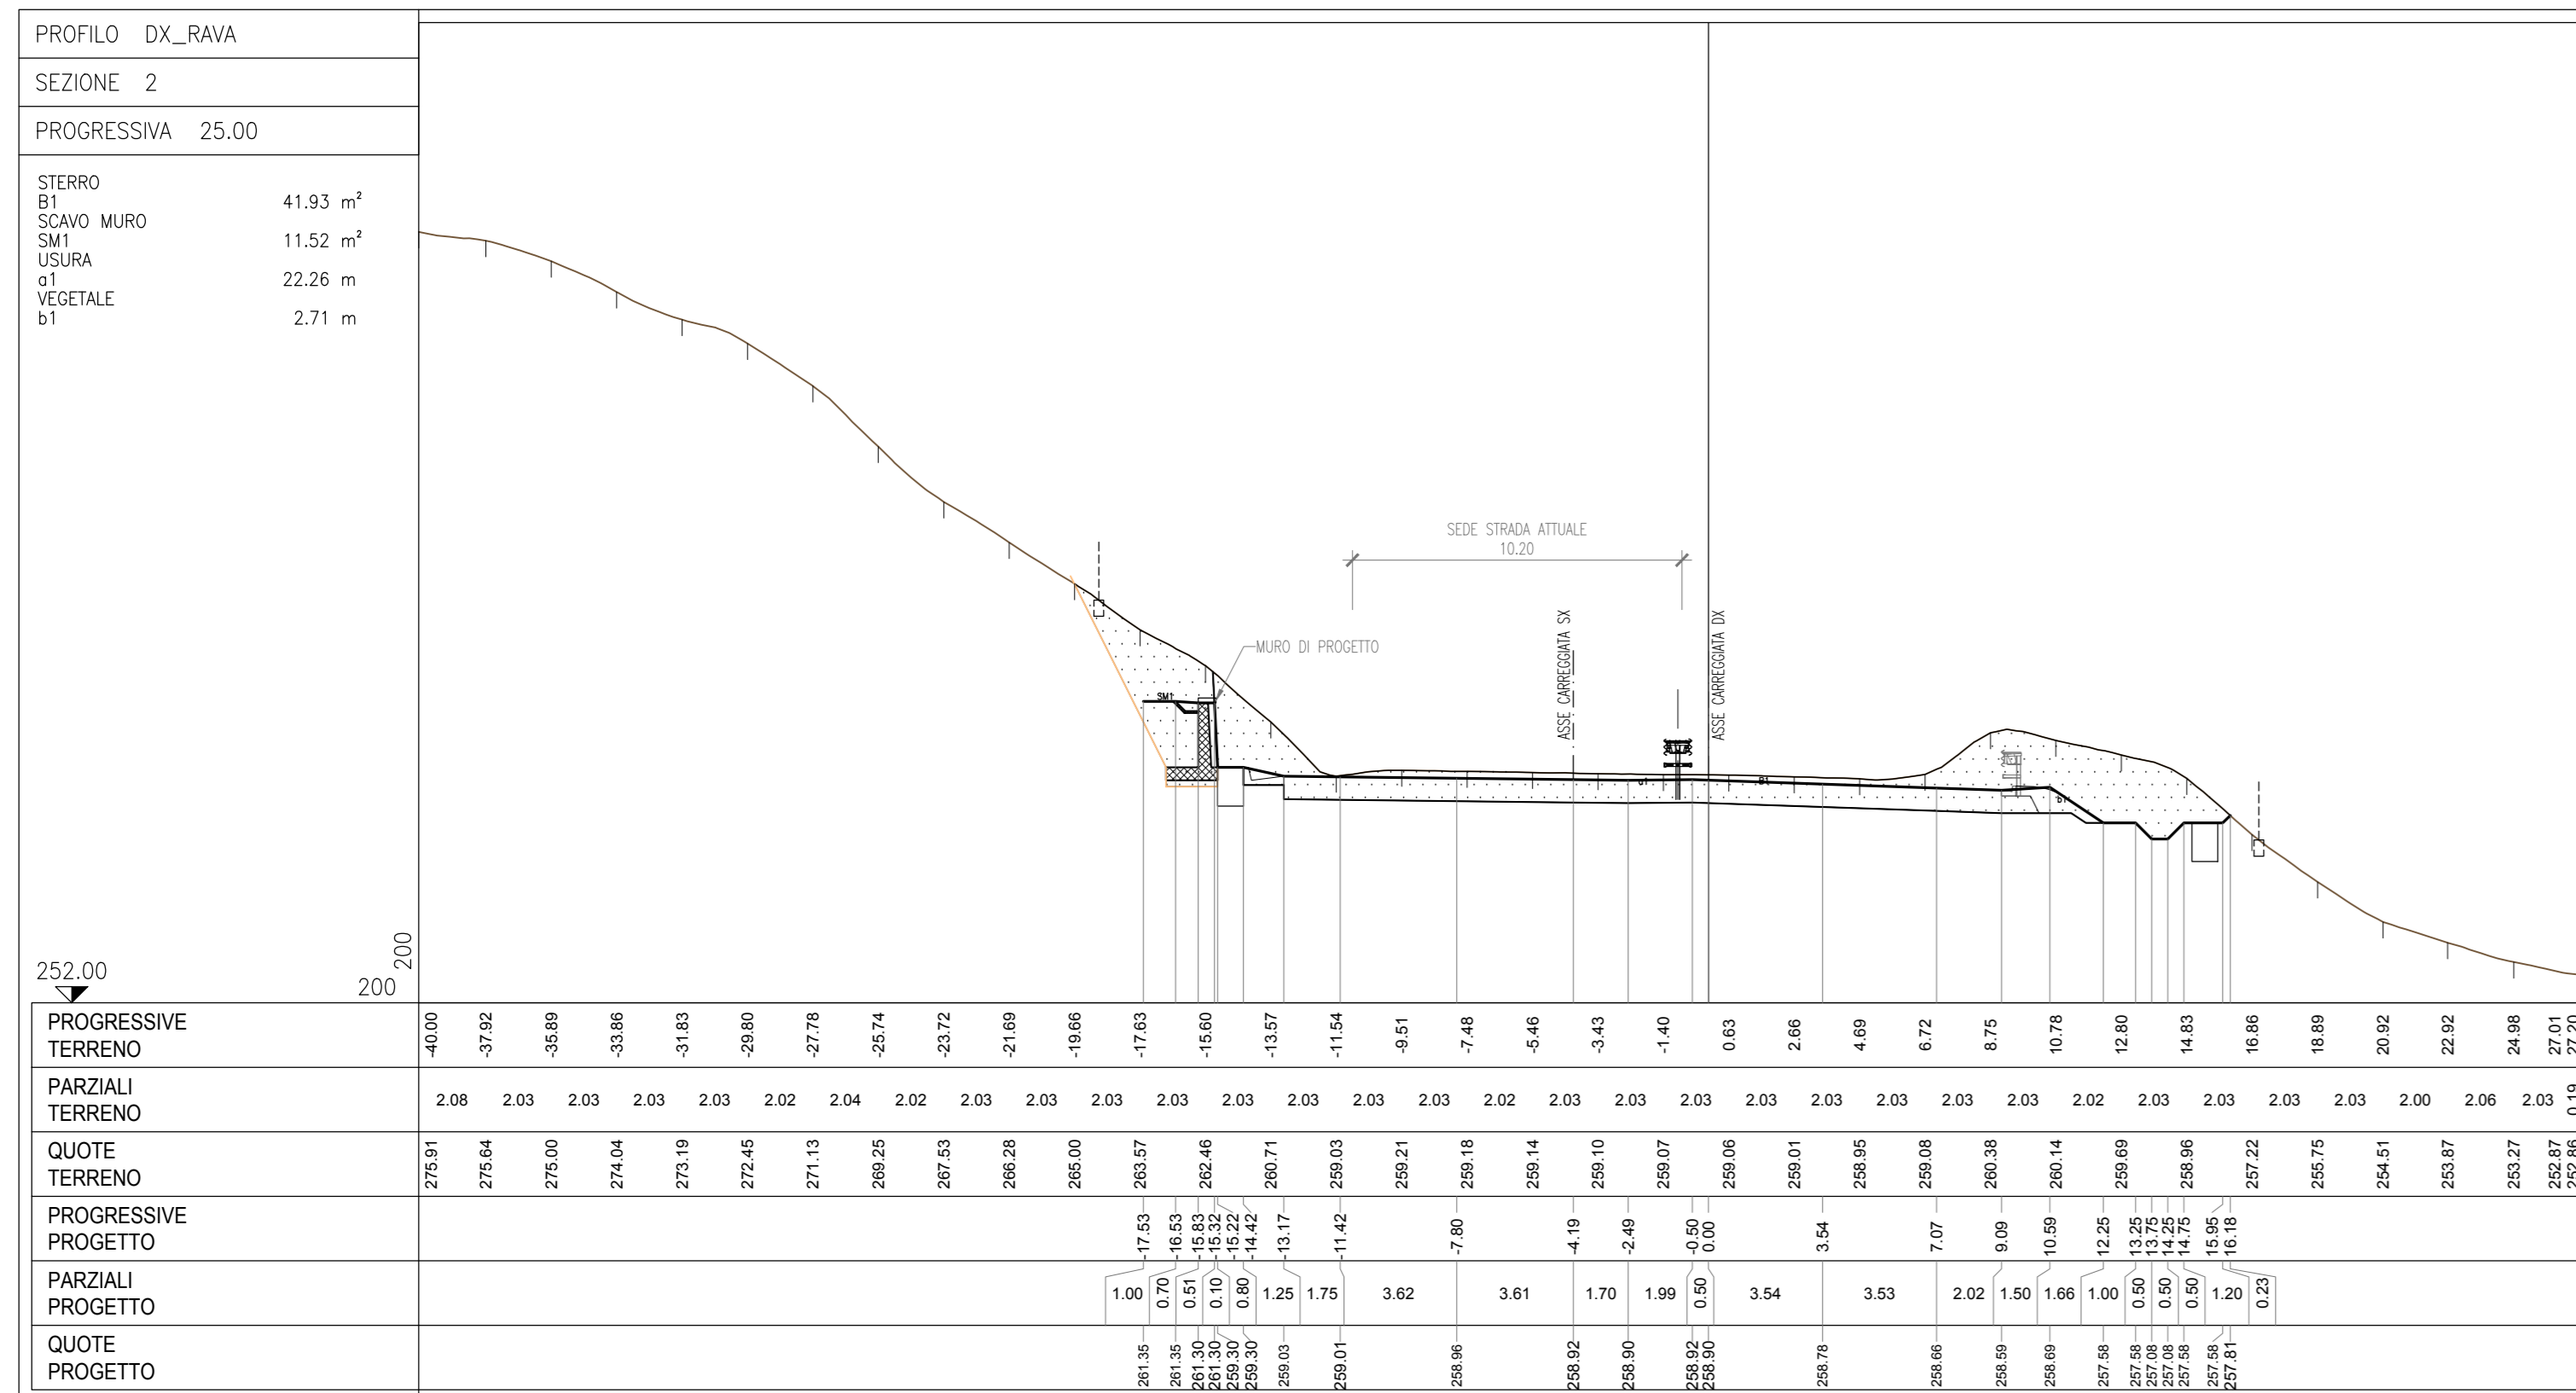 PROFILO DX_RAVA
SEZIONE 2
PROGRESSIVA 25.00
STERRO
B1 41.93 m²
SCAVO MURO
SM1 11.52 m²
USURA
a1 22.26 m
VEGETALE
b1 2.71 m
SEDE STRADA ATTUALE
10.20
MURO DI PROGETTO
ASSE CARREGGIATA SX
ASSE CARREGGIATA DX
SM1
a1
B1
b1
252.00
200
200
PROGRESSIVE TERRENO
-40.00 -37.92 -35.89 -33.86 -31.83 -29.80 -27.78 -25.74 -23.72 -21.69 -19.66 -17.63 -15.60 -13.57 -11.54 -9.51 -7.48 -5.46 -3.43 -1.40 0.63 2.66 4.69 6.72 8.75 10.78 12.80 14.83 16.86 18.89 20.92 22.92 24.98 27.01 27.20
PARZIALI TERRENO
2.08 2.03 2.03 2.03 2.03 2.02 2.04 2.02 2.03 2.03 2.03 2.03 2.03 2.03 2.03 2.03 2.02 2.03 2.03 2.03 2.03 2.03 2.03 2.03 2.03 2.02 2.03 2.03 2.03 2.03 2.00 2.06 2.03 0.19
QUOTE TERRENO
275.91 275.64 275.00 274.04 273.19 272.45 271.13 269.25 267.53 266.28 265.00 263.57 262.46 260.71 259.03 259.21 259.18 259.14 259.10 259.07 259.06 259.01 258.95 259.08 260.38 260.14 259.69 258.96 257.22 255.75 254.51 253.87 253.27 252.87 252.86
PROGRESSIVE PROGETTO
-17.53 -16.53 -15.83 -15.32 -15.22 -14.42 -13.17 -11.42 -7.80 -4.19 -2.49 -0.50 0.00 3.54 7.07 9.09 10.59 12.25 13.25 13.75 14.25 14.75 15.95 16.18
PARZIALI PROGETTO
1.00 0.70 0.51 0.10 0.80 1.25 1.75 3.62 3.61 1.70 1.99 0.50 3.54 3.53 2.02 1.50 1.66 1.00 0.50 0.50 0.50 1.20 0.23
QUOTE PROGETTO
261.35 261.35 261.30 261.30 259.30 259.30 259.03 259.01 258.96 258.92 258.90 258.92 258.90 258.78 258.66 258.59 258.69 257.58 257.58 257.08 257.08 257.58 257.58 257.81